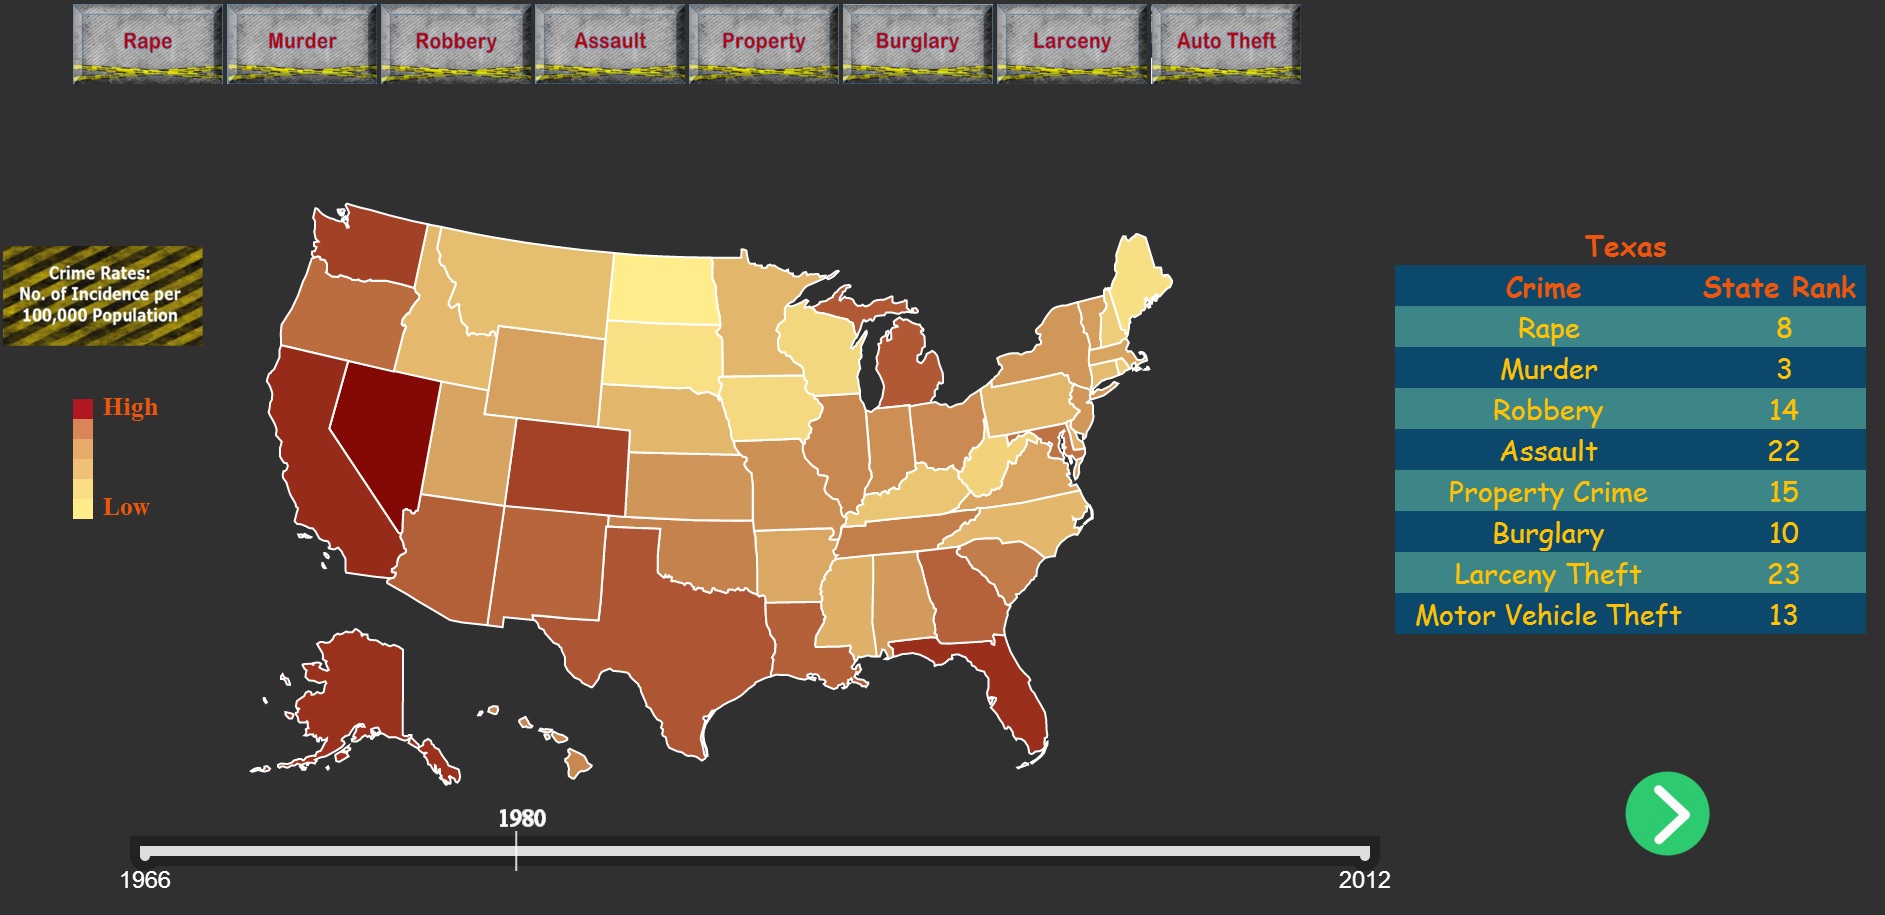 Rape Murder Robbery Assault Property Burglary Larceny Auto Theft
Crime Rates:
No. of Incidence per
100,000 Population
High
Low
Texas
Crime State Rank
Rape 8
Murder 3
Robbery 14
Assault 22
Property Crime 15
Burglary 10
Larceny Theft 23
Motor Vehicle Theft 13
1980
1966 2012